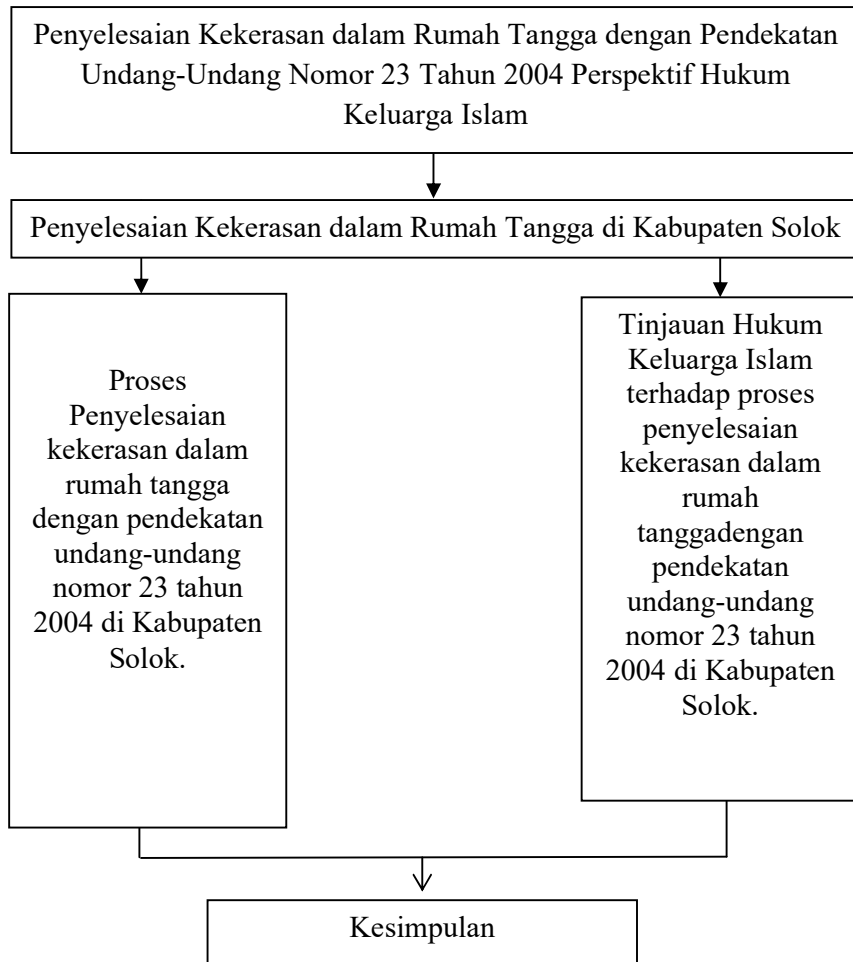 Penyelesaian Kekerasan dalam Rumah Tangga dengan Pendekatan
Undang-Undang Nomor 23 Tahun 2004 Perspektif Hukum
Keluarga Islam
Penyelesaian Kekerasan dalam Rumah Tangga di Kabupaten Solok
Proses
Penyelesaian
kekerasan dalam
rumah tangga
dengan pendekatan
undang-undang
nomor 23 tahun
2004 di Kabupaten
Solok.
Tinjauan Hukum
Keluarga Islam
terhadap proses
penyelesaian
kekerasan dalam
rumah
tanggadengan
pendekatan
undang-undang
nomor 23 tahun
2004 di Kabupaten
Solok.
Kesimpulan